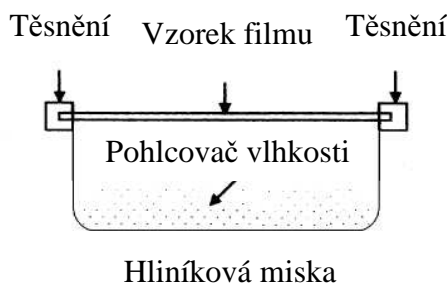 Těsnění Vzorek filmu Těsnění
Pohlcovač vlhkosti
Hliníková miska